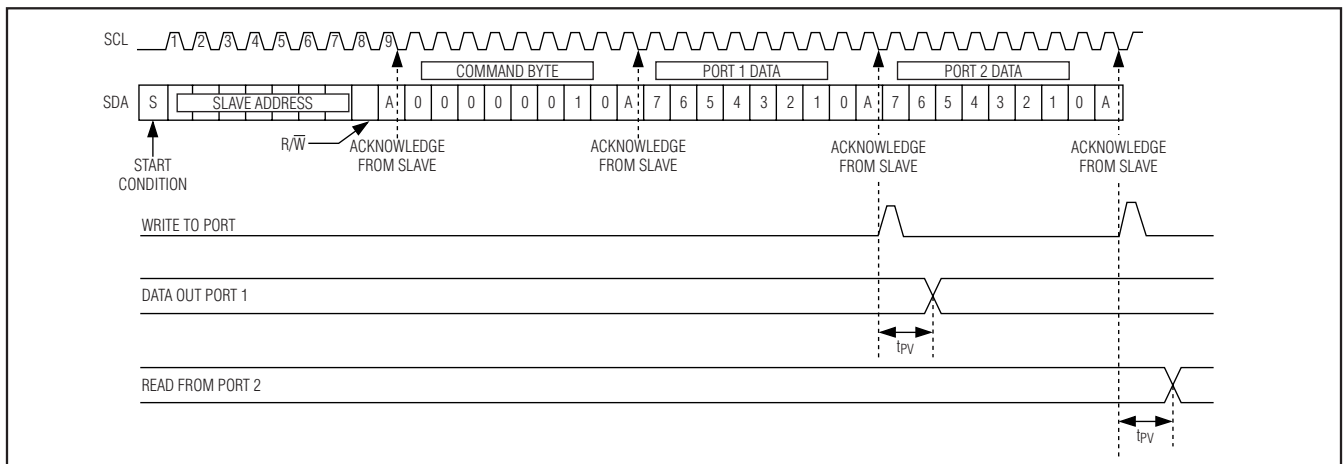 SCL 1 2 3 4 5 6 7 8 9
COMMAND BYTE PORT 1 DATA PORT 2 DATA
SDA S SLAVE ADDRESS A 0 0 0 0 0 0 1 0 A 7 6 5 4 3 2 1 0 A 7 6 5 4 3 2 1 0 A
R/W̅
START
CONDITION
ACKNOWLEDGE
FROM SLAVE
ACKNOWLEDGE
FROM SLAVE
ACKNOWLEDGE
FROM SLAVE
ACKNOWLEDGE
FROM SLAVE
WRITE TO PORT
DATA OUT PORT 1
tPV
READ FROM PORT 2
tPV